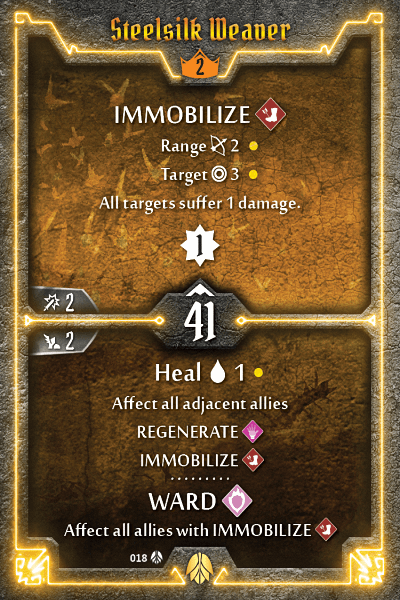 Steelsilk Weaver
2
IMMOBILIZE
Range 2
Target 3
All targets suffer 1 damage.
1
2
41
2
Heal 1
Affect all adjacent allies
REGENERATE
IMMOBILIZE
WARD
Affect all allies with IMMOBILIZE
018